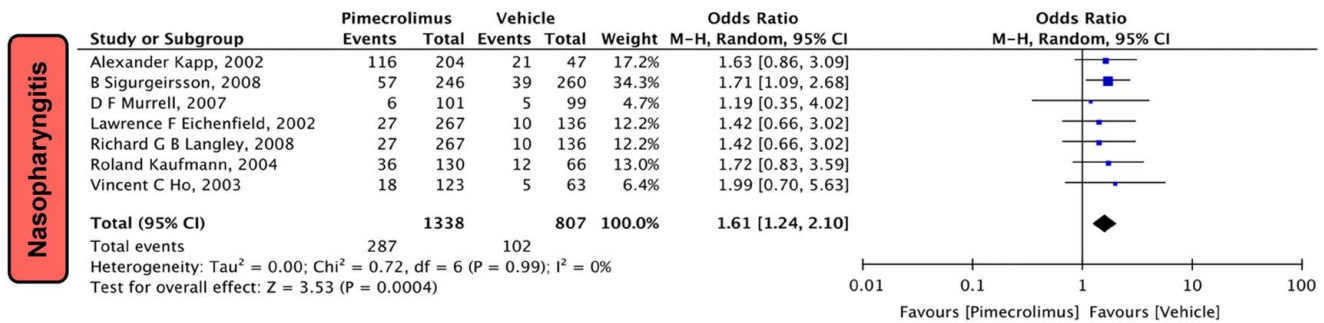 Nasopharyngitis
Pimecrolimus Vehicle Odds Ratio Odds Ratio
Study or Subgroup Events Total Events Total Weight M-H, Random, 95% CI M-H, Random, 95% CI
Alexander Kapp, 2002 116 204 21 47 17.2% 1.63 [0.86, 3.09]
B Sigurgeirsson, 2008 57 246 39 260 34.3% 1.71 [1.09, 2.68]
D F Murrell, 2007 6 101 5 99 4.7% 1.19 [0.35, 4.02]
Lawrence F Eichenfield, 2002 27 267 10 136 12.2% 1.42 [0.66, 3.02]
Richard G B Langley, 2008 27 267 10 136 12.2% 1.42 [0.66, 3.02]
Roland Kaufmann, 2004 36 130 12 66 13.0% 1.72 [0.83, 3.59]
Vincent C Ho, 2003 18 123 5 63 6.4% 1.99 [0.70, 5.63]
Total (95% CI) 1338 807 100.0% 1.61 [1.24, 2.10]
Total events 287 102
Heterogeneity: Tau² = 0.00; Chi² = 0.72, df = 6 (P = 0.99); I² = 0%
Test for overall effect: Z = 3.53 (P = 0.0004)
0.01 0.1 1 10 100
Favours [Pimecrolimus] Favours [Vehicle]